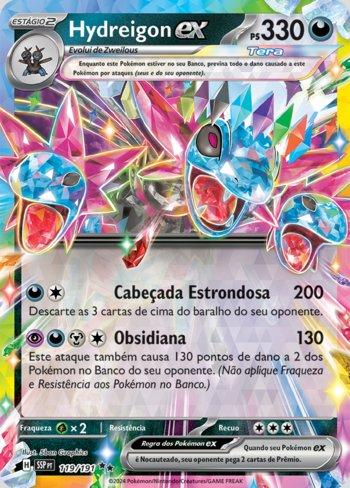 ESTÁGIO 2
Hydreigon ex
PS 330
Evolui de Zweilous
Tera
Enquanto este Pokémon estiver no seu Banco, previna todo o dano causado a este
Pokémon por ataques (seus e do seu oponente).
Cabeçada Estrondosa 200
Descarte as 3 cartas de cima do baralho do seu oponente.
Obsidiana 130
Este ataque também causa 130 pontos de dano a 2 dos
Pokémon no Banco do seu oponente. (Não aplique Fraqueza
e Resistência aos Pokémon no Banco.)
Fraqueza ×2 Resistência Recuo
Regra dos Pokémon ex
Quando seu Pokémon ex
é Nocauteado, seu oponente pega 2 cartas de Prêmio.
H SSP PT 119/191
©2024 Pokémon/Nintendo/Creatures/GAME FREAK